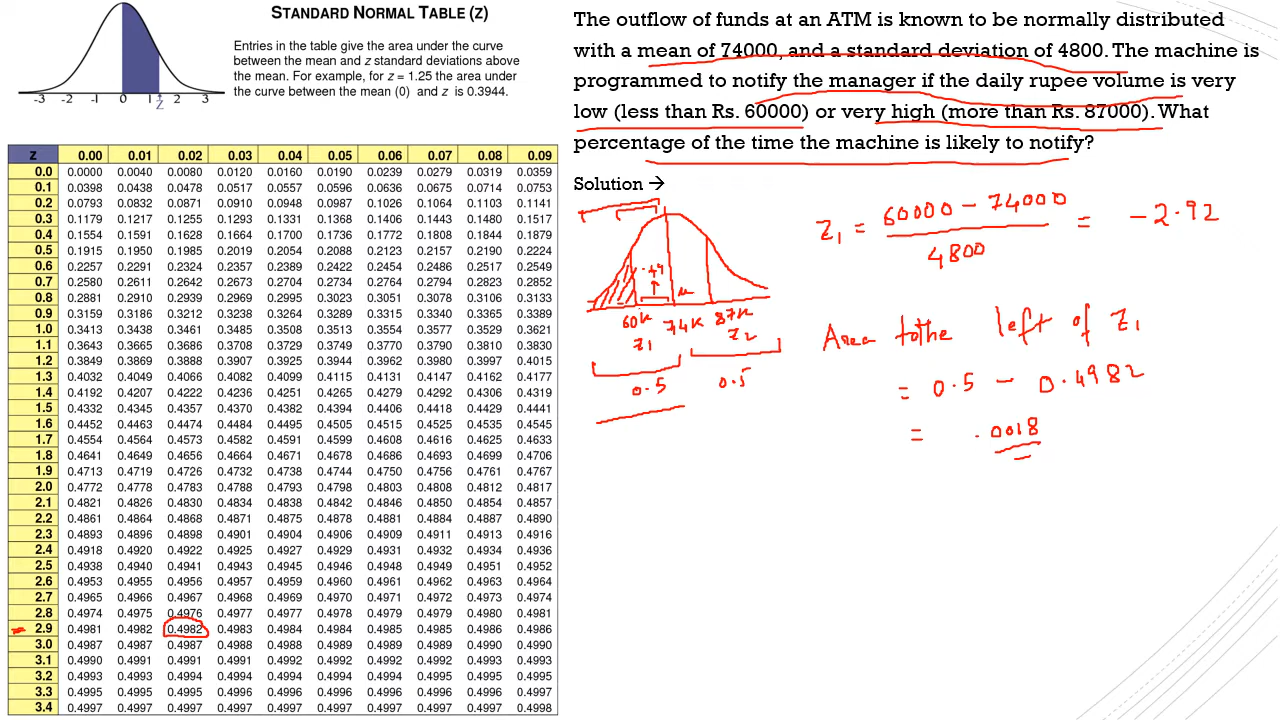 STANDARD NORMAL TABLE (Z)
Entries in the table give the area under the curve
between the mean and z standard deviations above
the mean. For example, for z = 1.25 the area under
the curve between the mean (0) and z is 0.3944.
-3 -2 -1 0 1 2 3
Z
z 0.00 0.01 0.02 0.03 0.04 0.05 0.06 0.07 0.08 0.09
0.0 0.0000 0.0040 0.0080 0.0120 0.0160 0.0190 0.0239 0.0279 0.0319 0.0359
0.1 0.0398 0.0438 0.0478 0.0517 0.0557 0.0596 0.0636 0.0675 0.0714 0.0753
0.2 0.0793 0.0832 0.0871 0.0910 0.0948 0.0987 0.1026 0.1064 0.1103 0.1141
0.3 0.1179 0.1217 0.1255 0.1293 0.1331 0.1368 0.1406 0.1443 0.1480 0.1517
0.4 0.1554 0.1591 0.1628 0.1664 0.1700 0.1736 0.1772 0.1808 0.1844 0.1879
0.5 0.1915 0.1950 0.1985 0.2019 0.2054 0.2088 0.2123 0.2157 0.2190 0.2224
0.6 0.2257 0.2291 0.2324 0.2357 0.2389 0.2422 0.2454 0.2486 0.2517 0.2549
0.7 0.2580 0.2611 0.2642 0.2673 0.2704 0.2734 0.2764 0.2794 0.2823 0.2852
0.8 0.2881 0.2910 0.2939 0.2969 0.2995 0.3023 0.3051 0.3078 0.3106 0.3133
0.9 0.3159 0.3186 0.3212 0.3238 0.3264 0.3289 0.3315 0.3340 0.3365 0.3389
1.0 0.3413 0.3438 0.3461 0.3485 0.3508 0.3513 0.3554 0.3577 0.3529 0.3621
1.1 0.3643 0.3665 0.3686 0.3708 0.3729 0.3749 0.3770 0.3790 0.3810 0.3830
1.2 0.3849 0.3869 0.3888 0.3907 0.3925 0.3944 0.3962 0.3980 0.3997 0.4015
1.3 0.4032 0.4049 0.4066 0.4082 0.4099 0.4115 0.4131 0.4147 0.4162 0.4177
1.4 0.4192 0.4207 0.4222 0.4236 0.4251 0.4265 0.4279 0.4292 0.4306 0.4319
1.5 0.4332 0.4345 0.4357 0.4370 0.4382 0.4394 0.4406 0.4418 0.4429 0.4441
1.6 0.4452 0.4463 0.4474 0.4484 0.4495 0.4505 0.4515 0.4525 0.4535 0.4545
1.7 0.4554 0.4564 0.4573 0.4582 0.4591 0.4599 0.4608 0.4616 0.4625 0.4633
1.8 0.4641 0.4649 0.4656 0.4664 0.4671 0.4678 0.4686 0.4693 0.4699 0.4706
1.9 0.4713 0.4719 0.4726 0.4732 0.4738 0.4744 0.4750 0.4756 0.4761 0.4767
2.0 0.4772 0.4778 0.4783 0.4788 0.4793 0.4798 0.4803 0.4808 0.4812 0.4817
2.1 0.4821 0.4826 0.4830 0.4834 0.4838 0.4842 0.4846 0.4850 0.4854 0.4857
2.2 0.4861 0.4864 0.4868 0.4871 0.4875 0.4878 0.4881 0.4884 0.4887 0.4890
2.3 0.4893 0.4896 0.4898 0.4901 0.4904 0.4906 0.4909 0.4911 0.4913 0.4916
2.4 0.4918 0.4920 0.4922 0.4925 0.4927 0.4929 0.4931 0.4932 0.4934 0.4936
2.5 0.4938 0.4940 0.4941 0.4943 0.4945 0.4946 0.4948 0.4949 0.4951 0.4952
2.6 0.4953 0.4955 0.4956 0.4957 0.4959 0.4960 0.4961 0.4962 0.4963 0.4964
2.7 0.4965 0.4966 0.4967 0.4968 0.4969 0.4970 0.4971 0.4972 0.4973 0.4974
2.8 0.4974 0.4975 0.4976 0.4977 0.4977 0.4978 0.4979 0.4979 0.4980 0.4981
2.9 0.4981 0.4982 0.4982 0.4983 0.4984 0.4984 0.4985 0.4985 0.4986 0.4986
3.0 0.4987 0.4987 0.4987 0.4988 0.4988 0.4989 0.4989 0.4989 0.4990 0.4990
3.1 0.4990 0.4991 0.4991 0.4991 0.4992 0.4992 0.4992 0.4992 0.4993 0.4993
3.2 0.4993 0.4993 0.4994 0.4994 0.4994 0.4994 0.4994 0.4995 0.4995 0.4995
3.3 0.4995 0.4995 0.4995 0.4996 0.4996 0.4996 0.4996 0.4996 0.4996 0.4997
3.4 0.4997 0.4997 0.4997 0.4997 0.4997 0.4997 0.4997 0.4997 0.4997 0.4998
The outflow of funds at an ATM is known to be normally distributed
with a mean of 74000, and a standard deviation of 4800. The machine is
programmed to notify the manager if the daily rupee volume is very
low (less than Rs. 60000) or very high (more than Rs. 87000). What
percentage of the time the machine is likely to notify?
Solution →
.49
μ
60K 74K 87K
Z1 Z2
0.5 0.5
Z1 = 60000 - 74000 = -2.92
4800
Area to the left of Z1
= 0.5 - 0.4982
= .0018